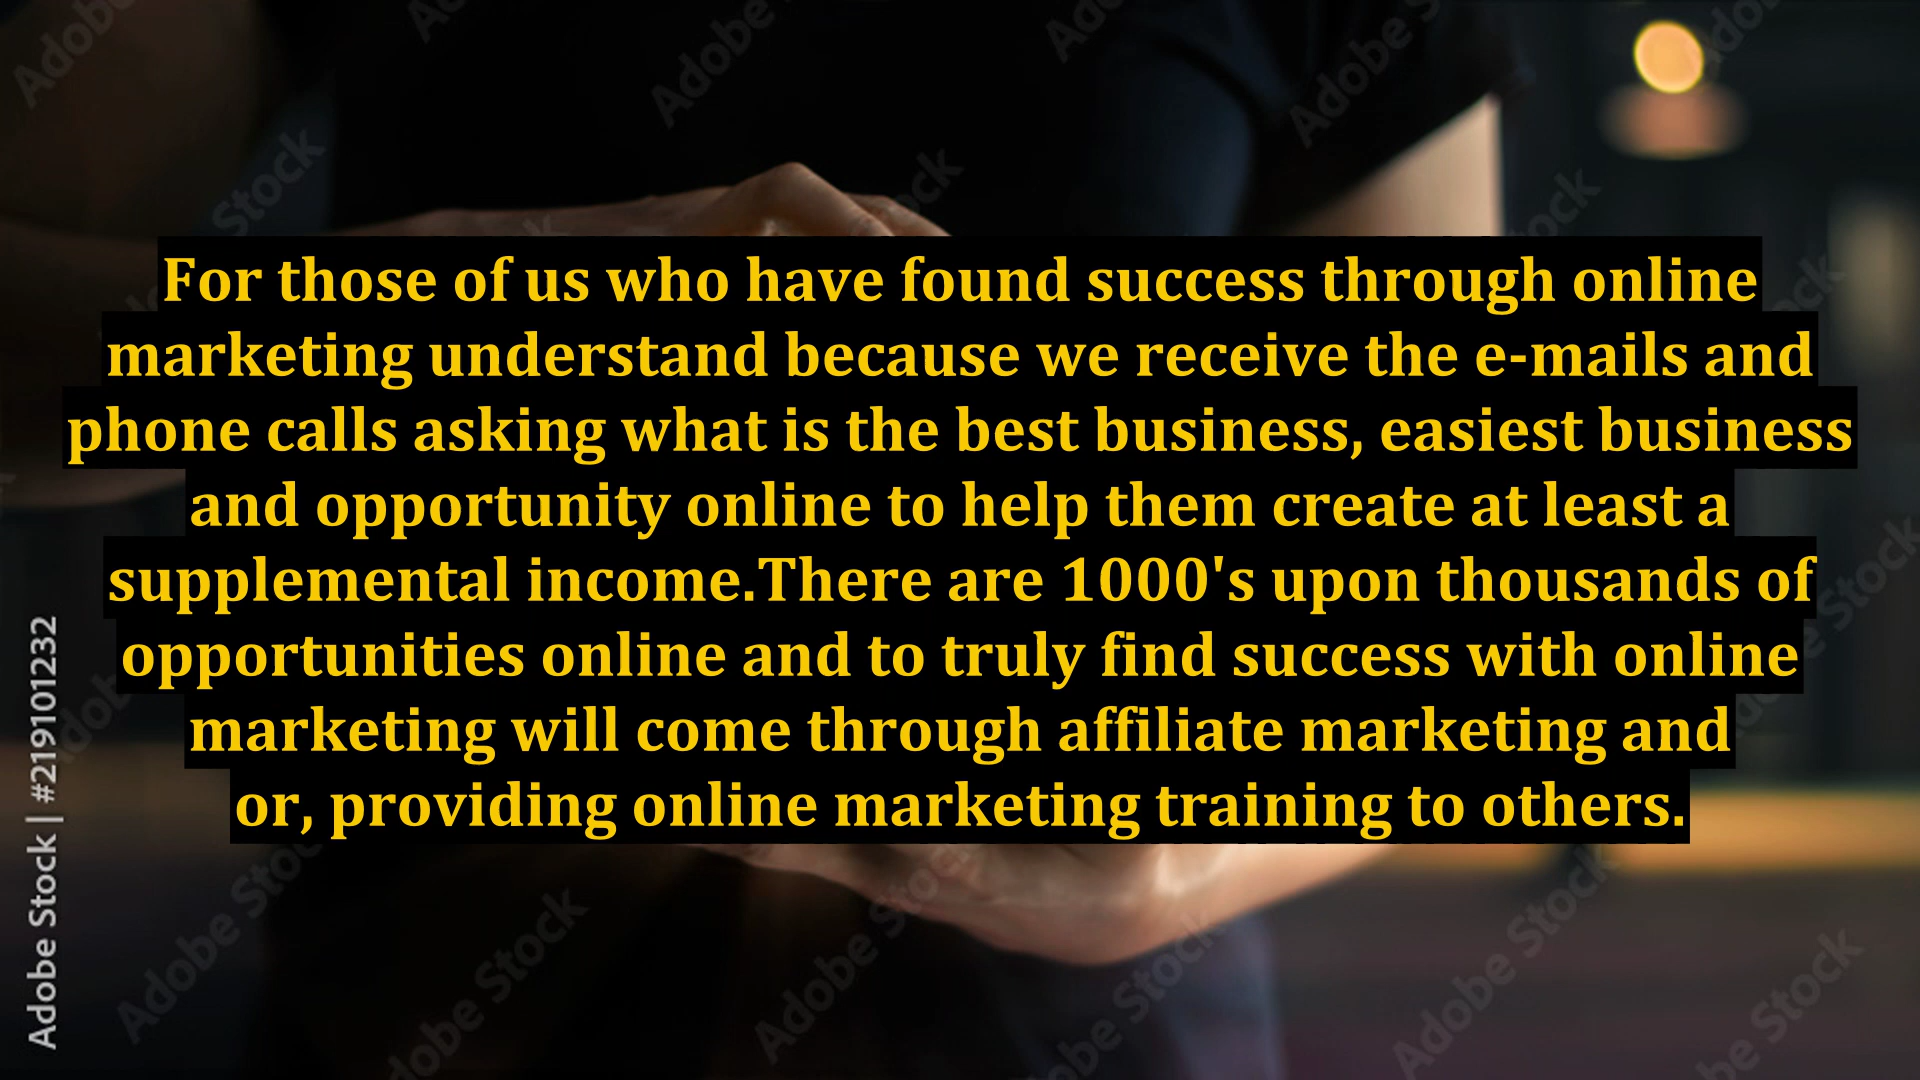 For those of us who have found success through online
marketing understand because we receive the e-mails and
phone calls asking what is the best business, easiest business
and opportunity online to help them create at least a
supplemental income.There are 1000's upon thousands of
opportunities online and to truly find success with online
marketing will come through affiliate marketing and
or, providing online marketing training to others.
Adobe Stock | #219101232
Adobe Stock